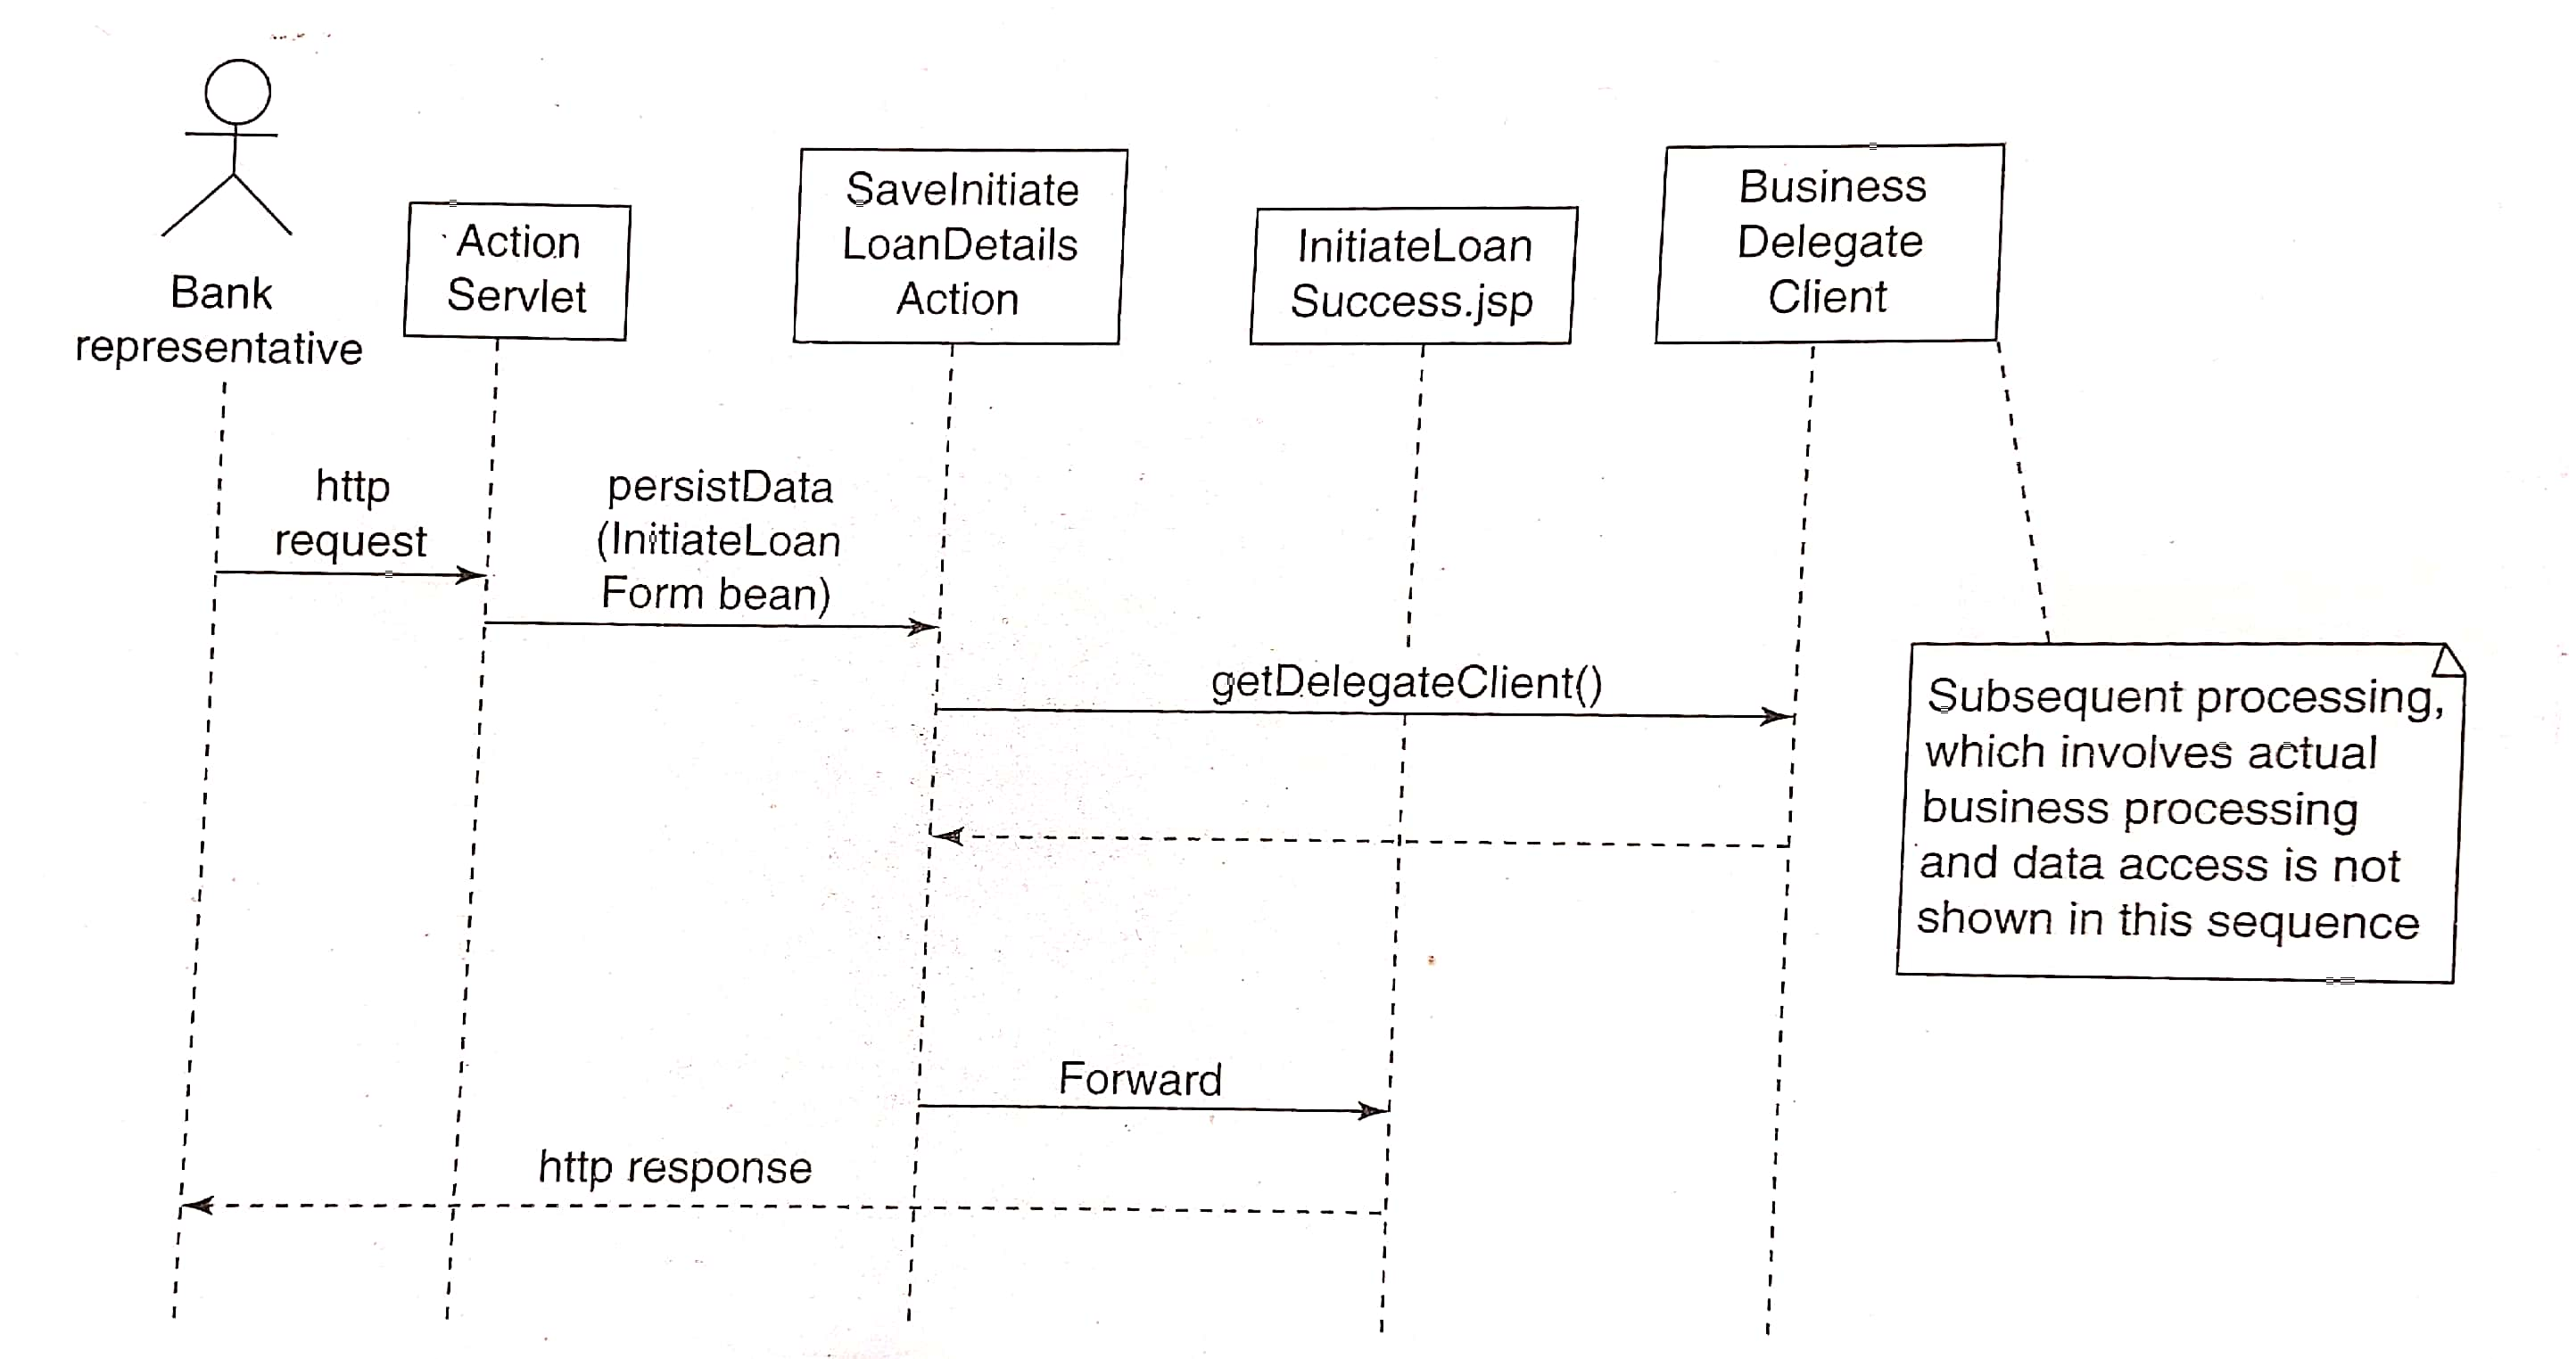 Bank
representative
Action
Servlet
SaveInitiate
LoanDetails
Action
InitiateLoan
Success.jsp
Business
Delegate
Client
http
request
persistData
(InitiateLoan
Form bean)
getDelegateClient()
Subsequent processing,
which involves actual
business processing
and data access is not
shown in this sequence
Forward
http response